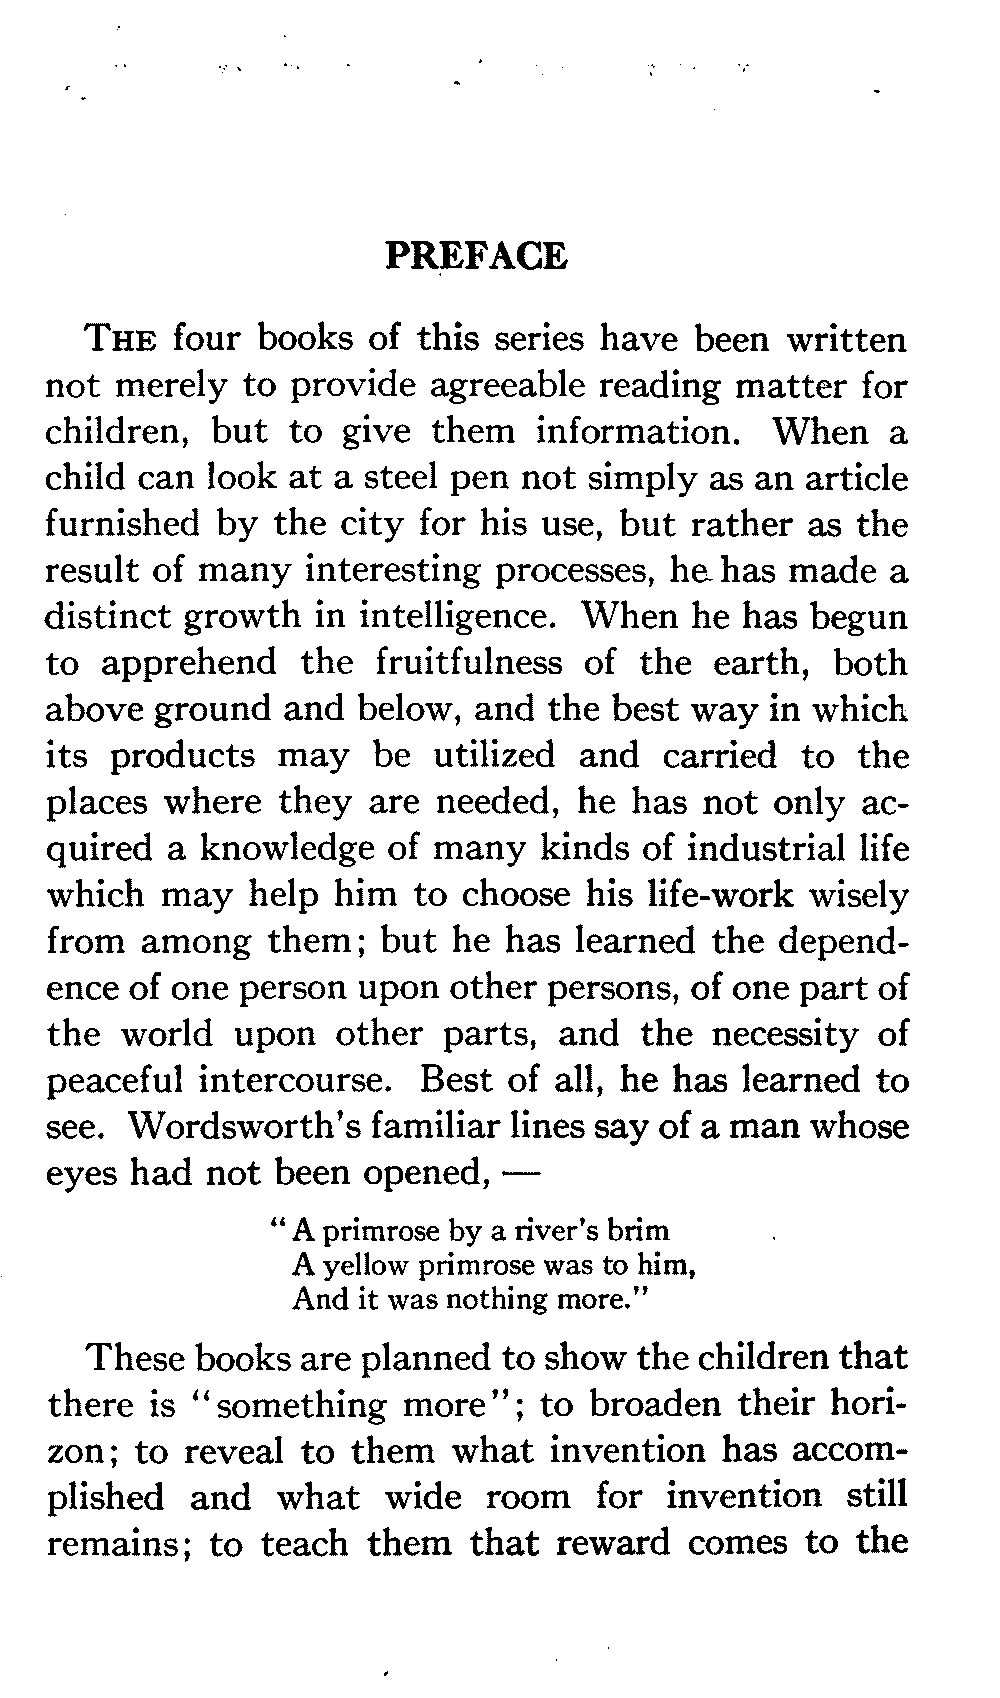 PREFACE
THE four books of this series have been written
not merely to provide agreeable reading matter for
children, but to give them information. When a
child can look at a steel pen not simply as an article
furnished by the city for his use, but rather as the
result of many interesting processes, he has made a
distinct growth in intelligence. When he has begun
to apprehend the fruitfulness of the earth, both
above ground and below, and the best way in which
its products may be utilized and carried to the
places where they are needed, he has not only ac-
quired a knowledge of many kinds of industrial life
which may help him to choose his life-work wisely
from among them; but he has learned the depend-
ence of one person upon other persons, of one part of
the world upon other parts, and the necessity of
peaceful intercourse. Best of all, he has learned to
see. Wordsworth's familiar lines say of a man whose
eyes had not been opened, —
"A primrose by a river's brim
A yellow primrose was to him,
And it was nothing more."
These books are planned to show the children that
there is "something more"; to broaden their hori-
zon; to reveal to them what invention has accom-
plished and what wide room for invention still
remains; to teach them that reward comes to the